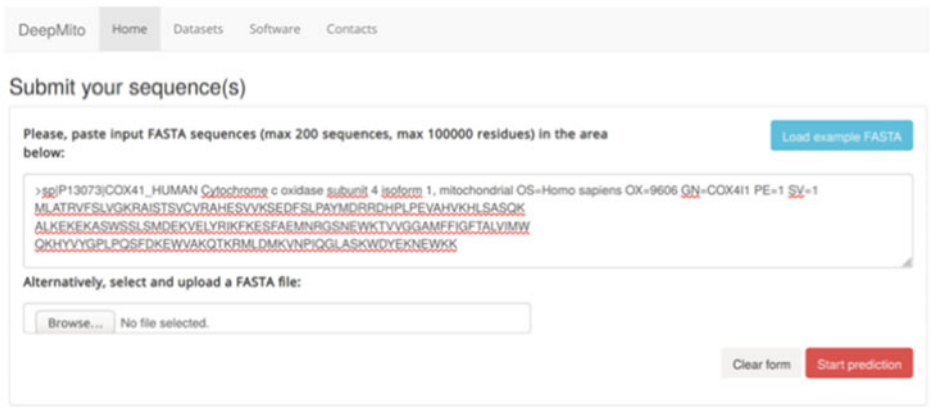 DeepMito Home Datasets Software Contacts
Submit your sequence(s)
Please, paste input FASTA sequences (max 200 sequences, max 100000 residues) in the area
below:
Load example FASTA
>sp|P13073|COX41_HUMAN Cytochrome c oxidase subunit 4 isoform 1, mitochondrial OS=Homo sapiens OX=9606 GN=COX4I1 PE=1 SV=1
MLATRVFSLVGKRAISTSVCVRAHESVVKSEDFSLPAYMDRRDHPLPEVAHVKHLSASQK
ALKEKEKASWSSLSMDEKVELYRIKFKESFAEMNRGSNEWKTVVGGAMFFIGFTALVIMW
QKHYVYGPLPQSFDKEWVAKQTKRMLDMKVNPIQGLASKWDYEKNEWKK
Alternatively, select and upload a FASTA file:
Browse... No file selected.
Clear form Start prediction